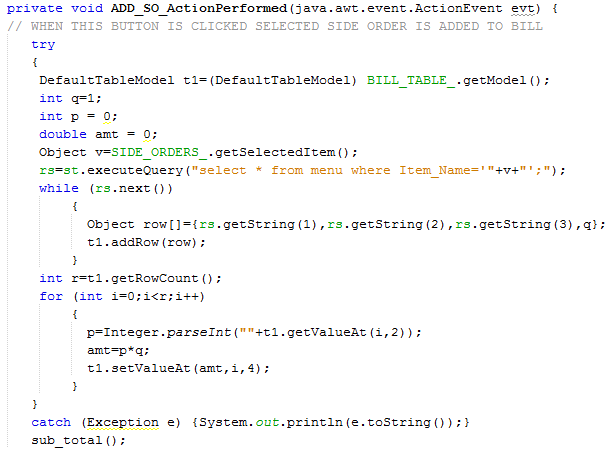 private void ADD_SO_ActionPerformed(java.awt.event.ActionEvent evt) {
// WHEN THIS BUTTON IS CLICKED SELECTED SIDE ORDER IS ADDED TO BILL
try
{
DefaultTableModel t1=(DefaultTableModel) BILL_TABLE_.getModel();
int q=1;
int p = 0;
double amt = 0;
Object v=SIDE_ORDERS_.getSelectedItem();
rs=st.executeQuery("select * from menu where Item_Name='"+v+"';");
while (rs.next())
{
Object row[]={rs.getString(1),rs.getString(2),rs.getString(3),q};
t1.addRow(row);
}
int r=t1.getRowCount();
for (int i=0;i<r;i++)
{
p=Integer.parseInt(""+t1.getValueAt(i,2));
amt=p*q;
t1.setValueAt(amt,i,4);
}
}
catch (Exception e) {System.out.println(e.toString());}
sub_total();